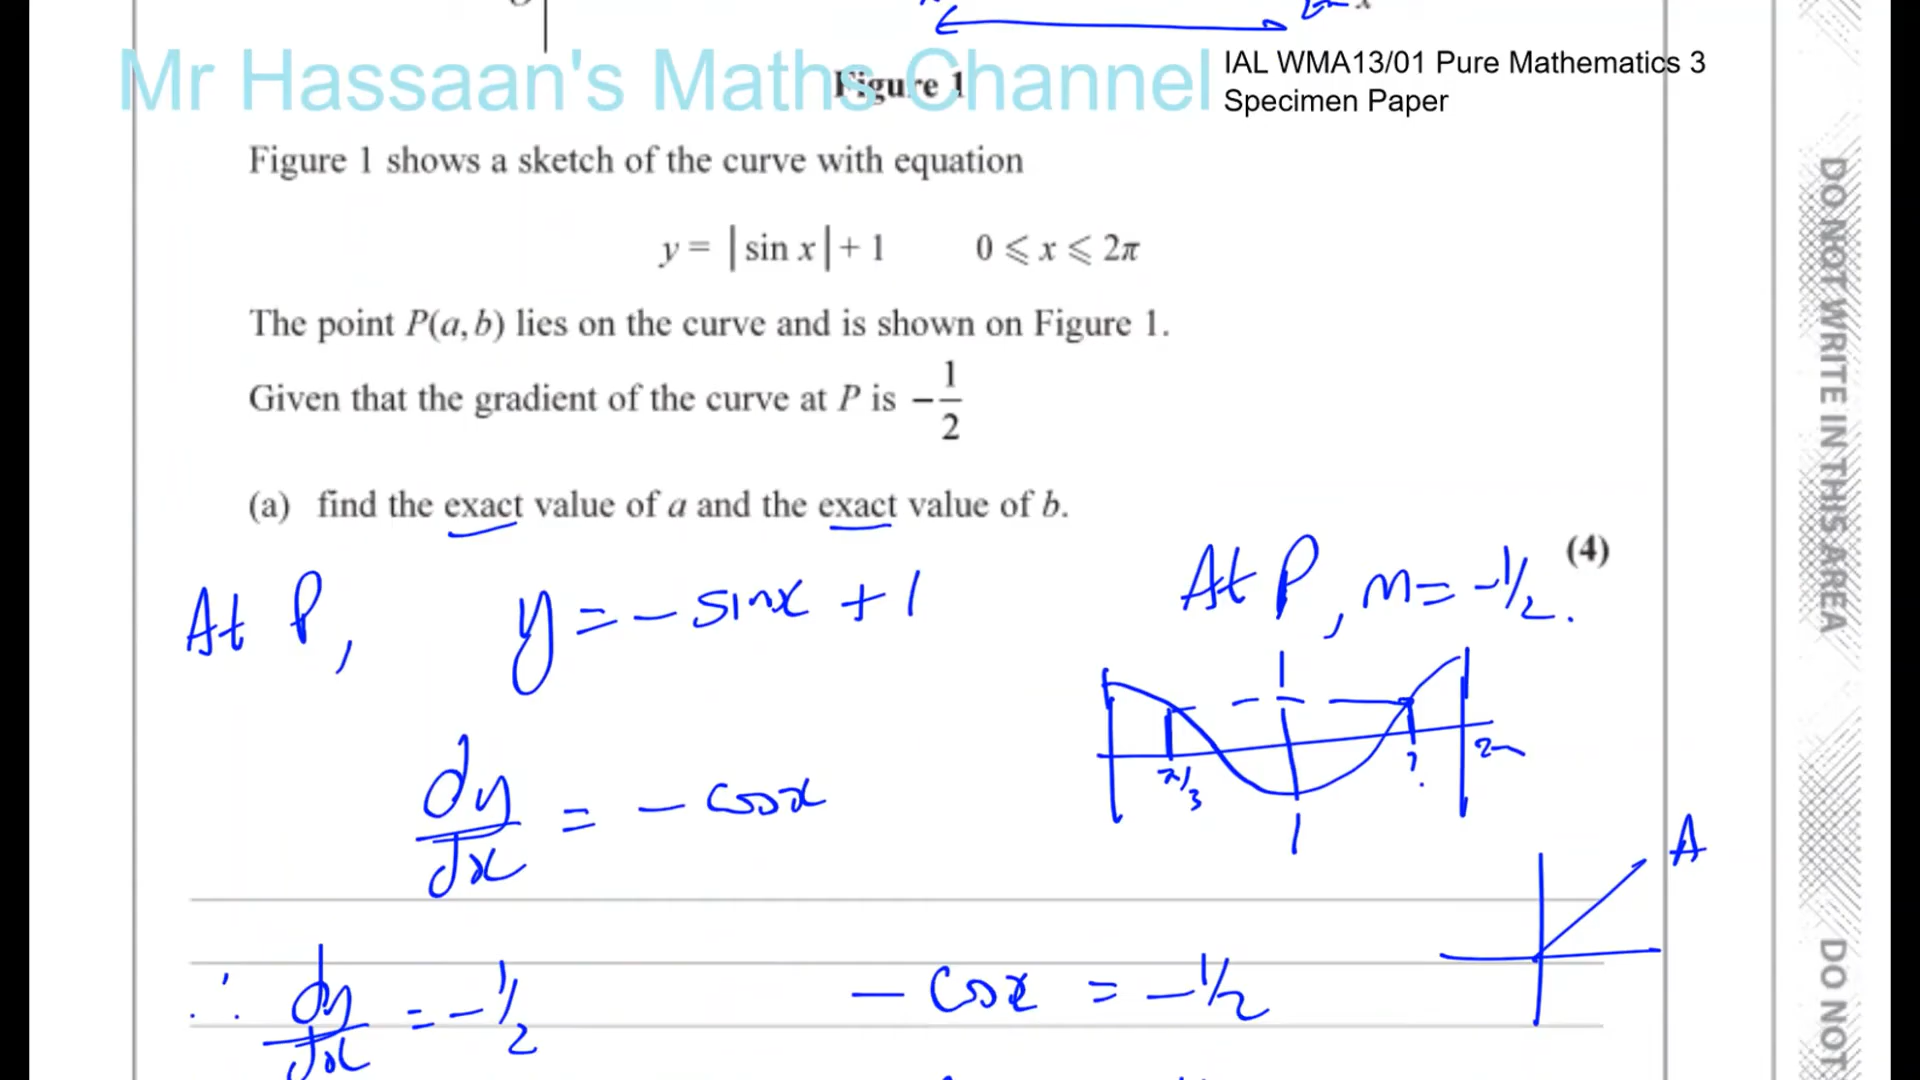 Mr Hassaan's Maths Channel
Figure 1
IAL WMA13/01 Pure Mathematics 3
Specimen Paper
Figure 1 shows a sketch of the curve with equation
y = |sin x| + 1 0 ⩽ x ⩽ 2π
The point P(a, b) lies on the curve and is shown on Figure 1.
Given that the gradient of the curve at P is −1/2
(a) find the exact value of a and the exact value of b.
(4)
At P, y = − sinx + 1
At P, m = −1/2.
π/3
?
2π
dy/dx = − cosx
A
∴ dy/dx = −1/2
− cosx = −1/2
DO NOT WRITE IN THIS AREA
DO NOT